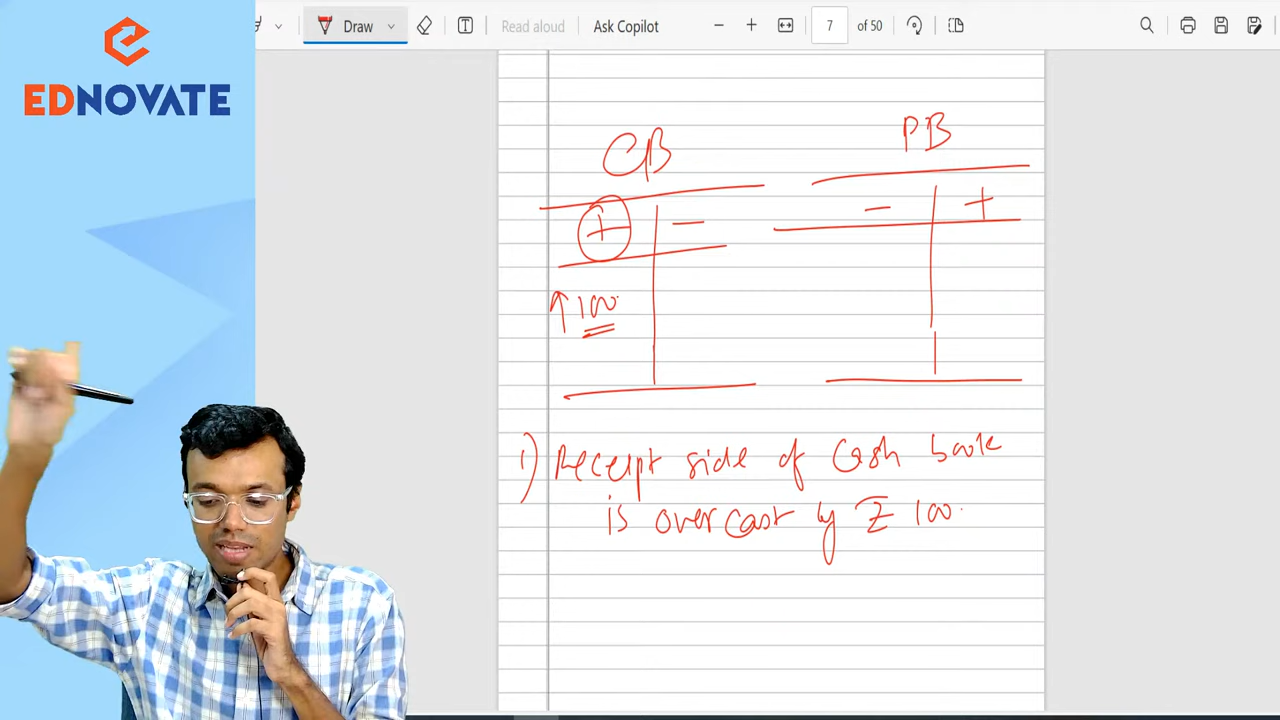 Draw
Read aloud
Ask Copilot
7
of 50
EDNOVATE
CB
PB
+
-
-
+
↑ 100
1) Receipt side of Cash book
is overcast by ₹ 100.